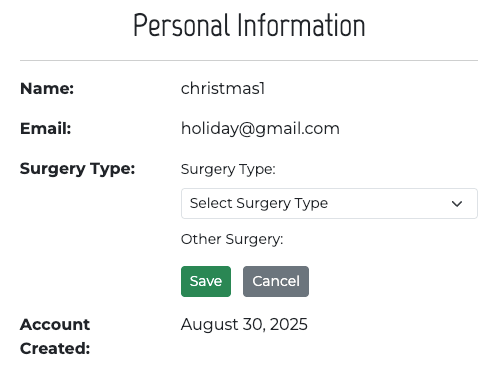 Personal Information
Name: christmas1
Email: holiday@gmail.com
Surgery Type: Surgery Type:
Select Surgery Type
Other Surgery:
Save Cancel
Account August 30, 2025
Created: